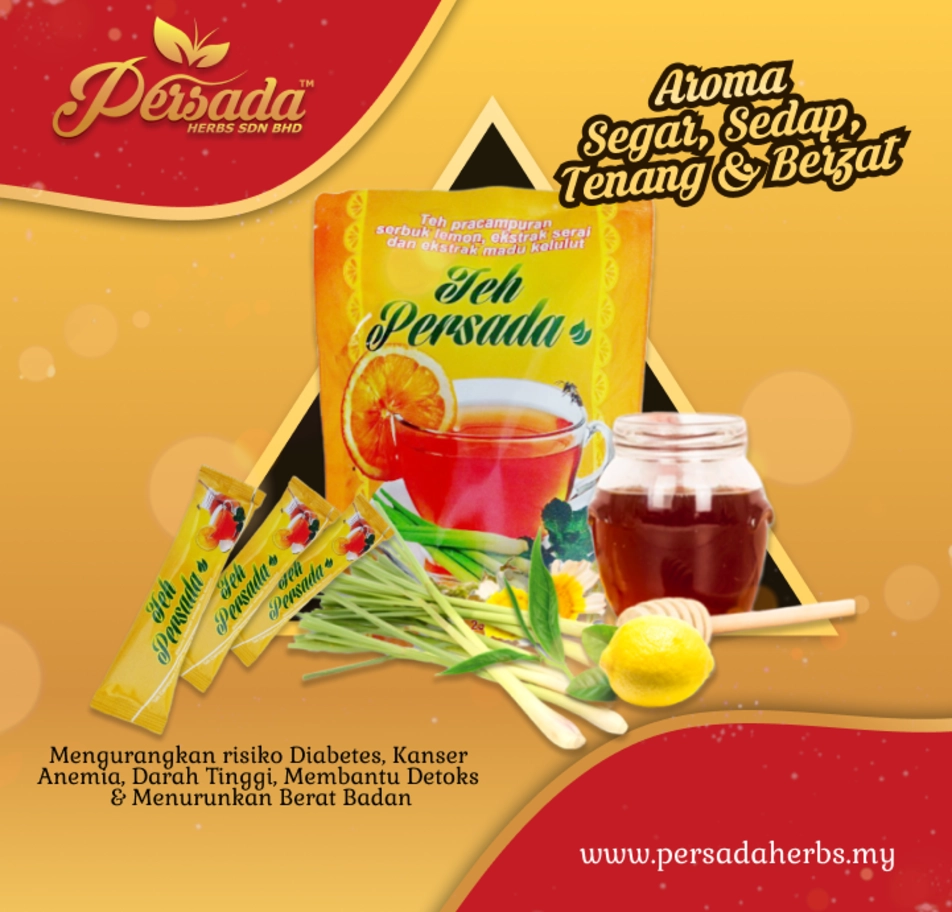 Persada™
HERBS SDN BHD
Aroma
Segar, Sedap,
Tenang & Berzat
Teh pracampuran
serbuk lemon, ekstrak serai
dan ekstrak madu kelulut
Teh
Persada
Teh
Persada
Teh
Persada
Teh
Persada
Mengurangkan risiko Diabetes, Kanser
Anemia, Darah Tinggi, Membantu Detoks
& Menurunkan Berat Badan
www.persadaherbs.my